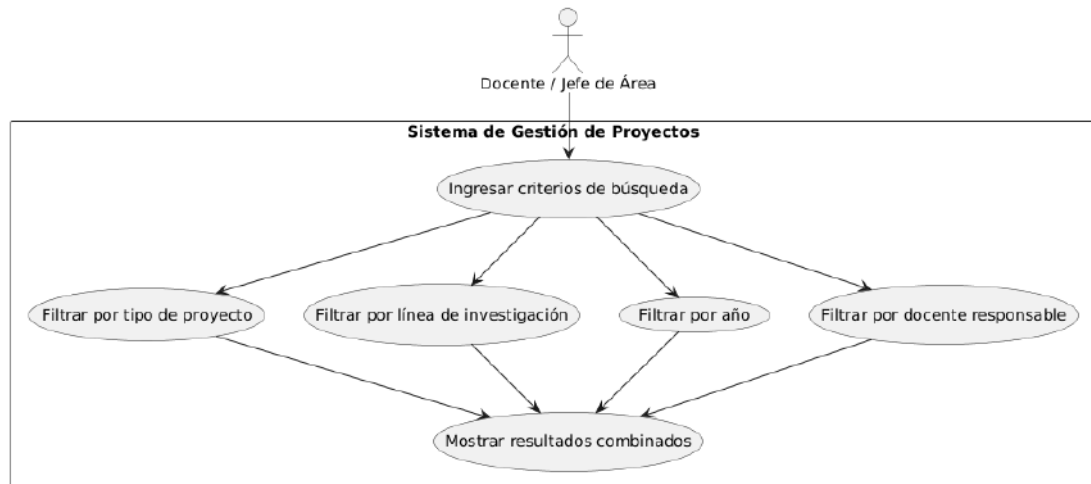 Docente / Jefe de Área
Sistema de Gestión de Proyectos
Ingresar criterios de búsqueda
Filtrar por tipo de proyecto
Filtrar por línea de investigación
Filtrar por año
Filtrar por docente responsable
Mostrar resultados combinados